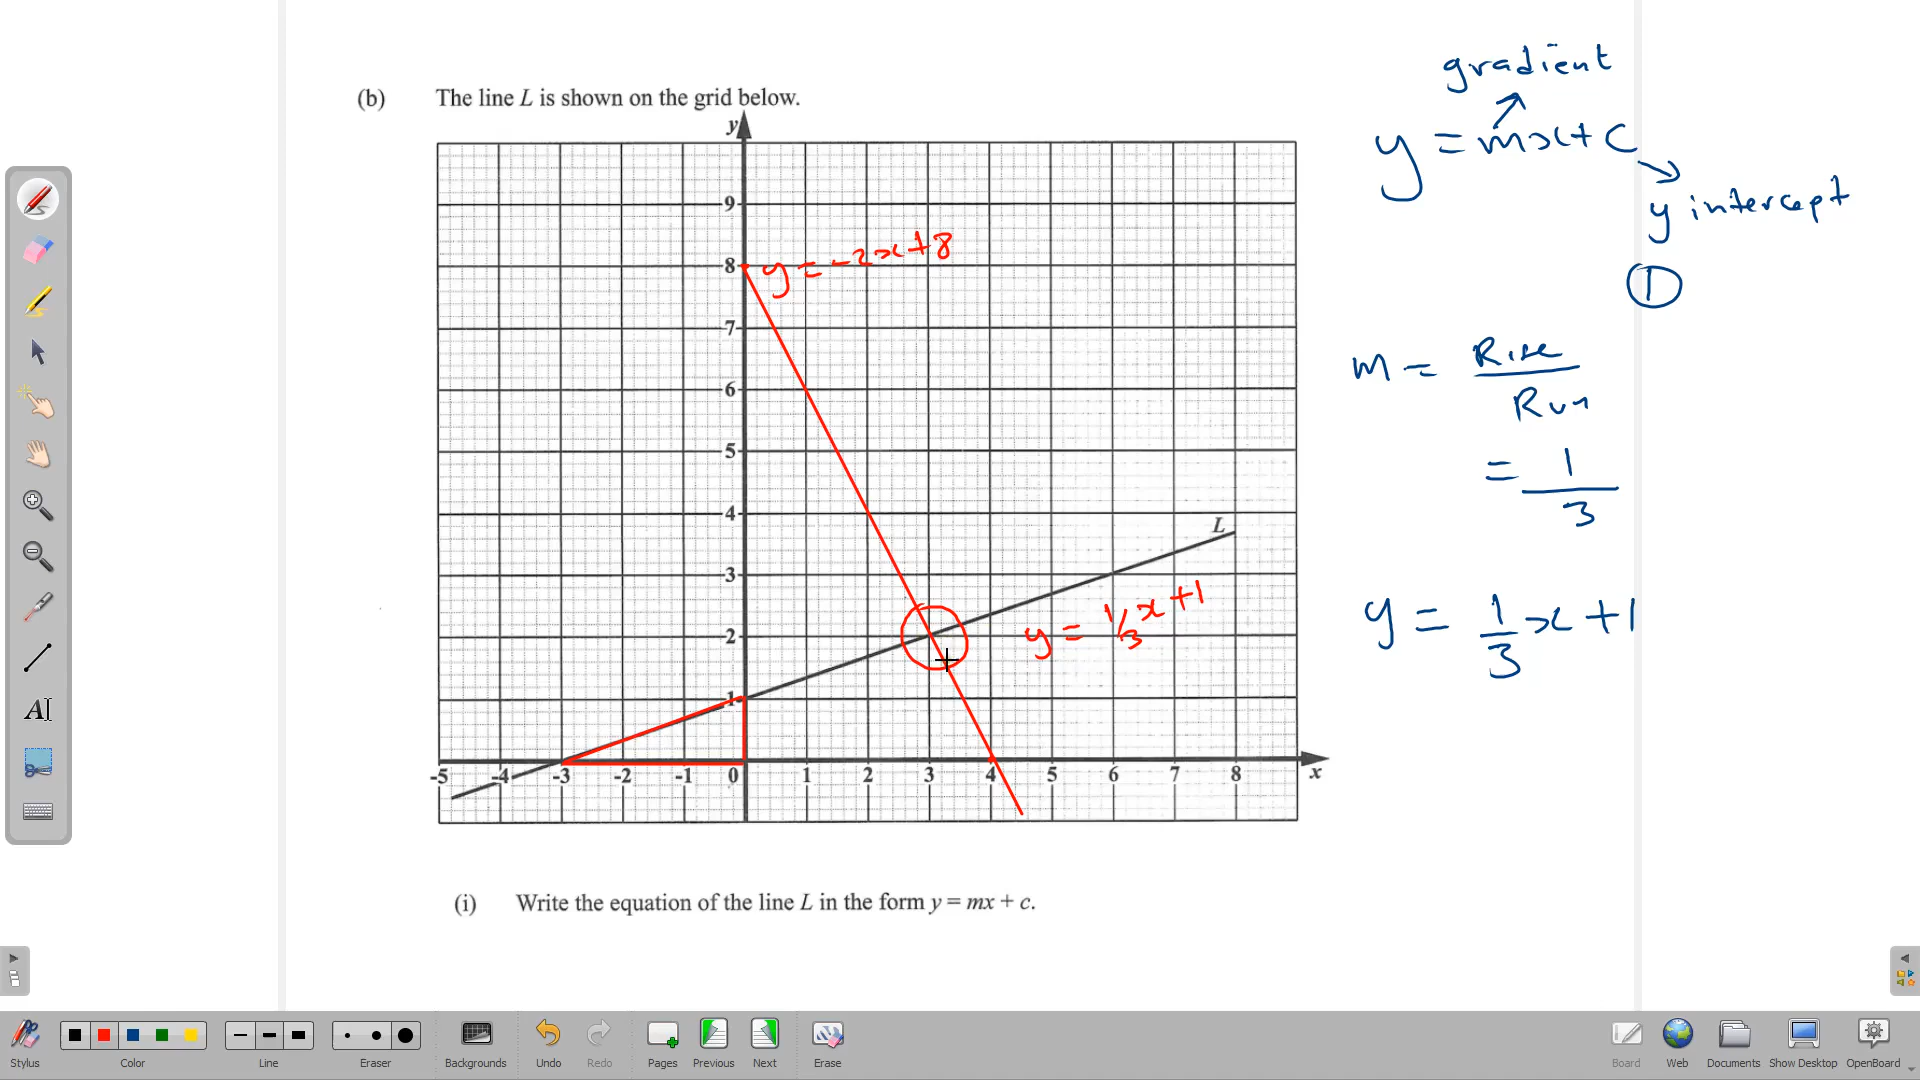 (b) The line L is shown on the grid below.
y
9
8
7
6
5
4
3
2
1
-5 -4 -3 -2 -1 0 1 2 3 4 5 6 7 8 x
L
y = -2x+8
y = 1/3x+1
gradient
y = mx+c
y intercept
1
m = Rise
Run
= 1
3
y = 1/3 x+1
(i) Write the equation of the line L in the form y = mx + c.
A
Stylus Color Line Eraser Backgrounds Undo Redo Pages Previous Next Erase Board Web Documents Show Desktop OpenBoard